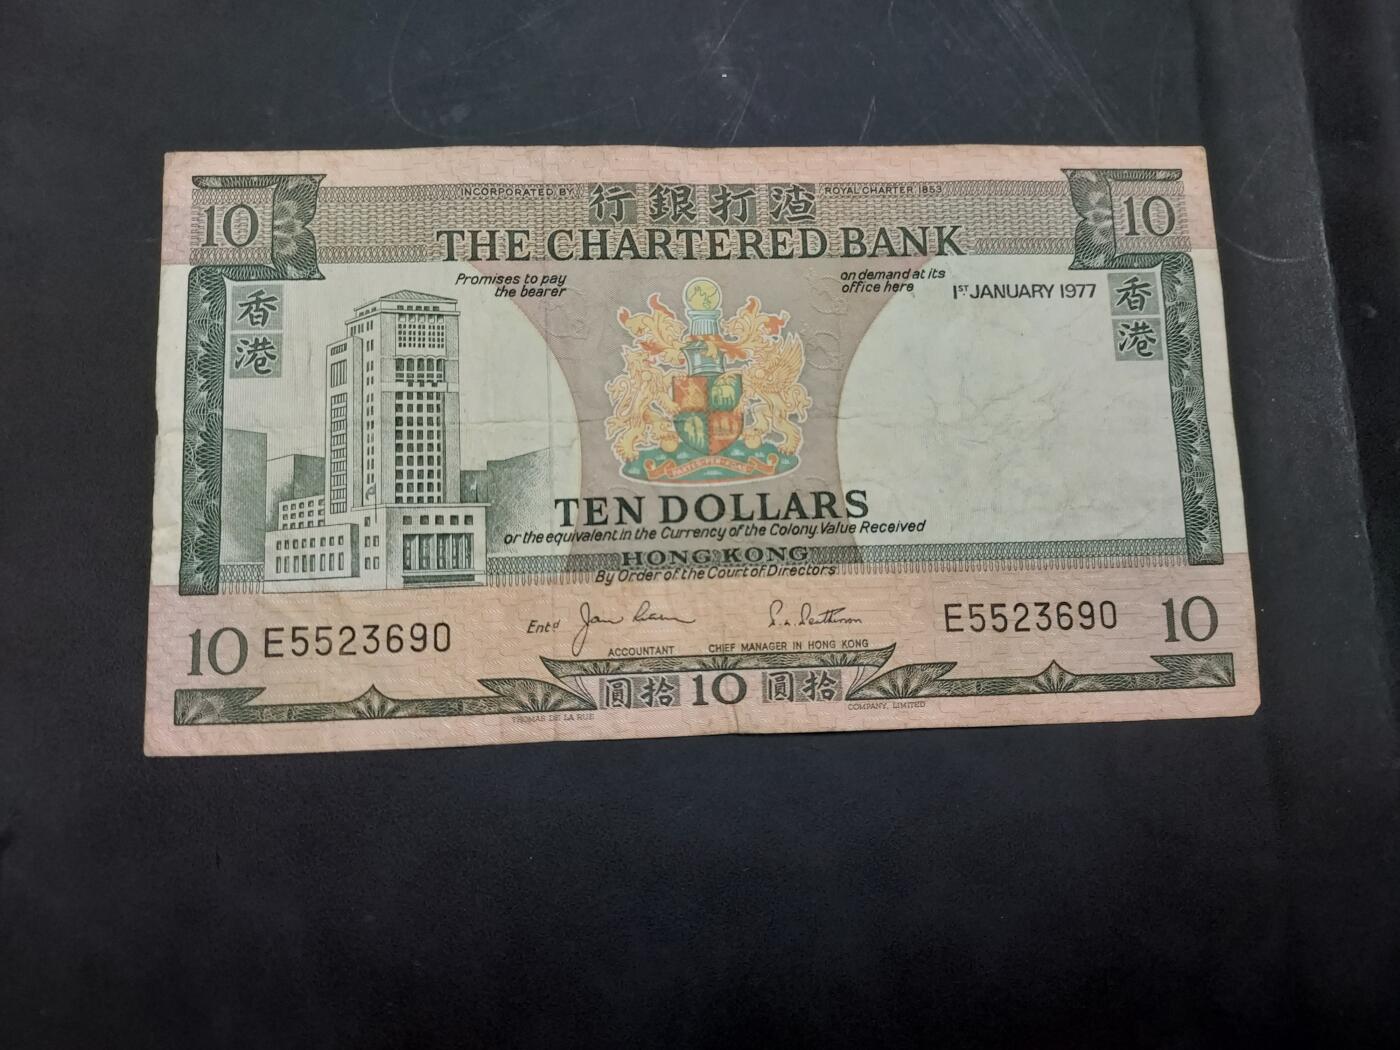 INCORPORATED BY 行銀打渣 ROYAL CHARTER 1853
10 THE CHARTERED BANK 10
Promises to pay
the bearer
on demand at its
office here
1ST JANUARY 1977
香港
香港
TEN DOLLARS
or the equivalent in the Currency of the Colony. Value Received
HONG KONG
By Order of the Court of Directors
10 E5523690
Entd
E5523690 10
ACCOUNTANT CHIEF MANAGER IN HONG KONG
圓拾 10 圓拾
THOMAS DE LA RUE COMPANY, LIMITED